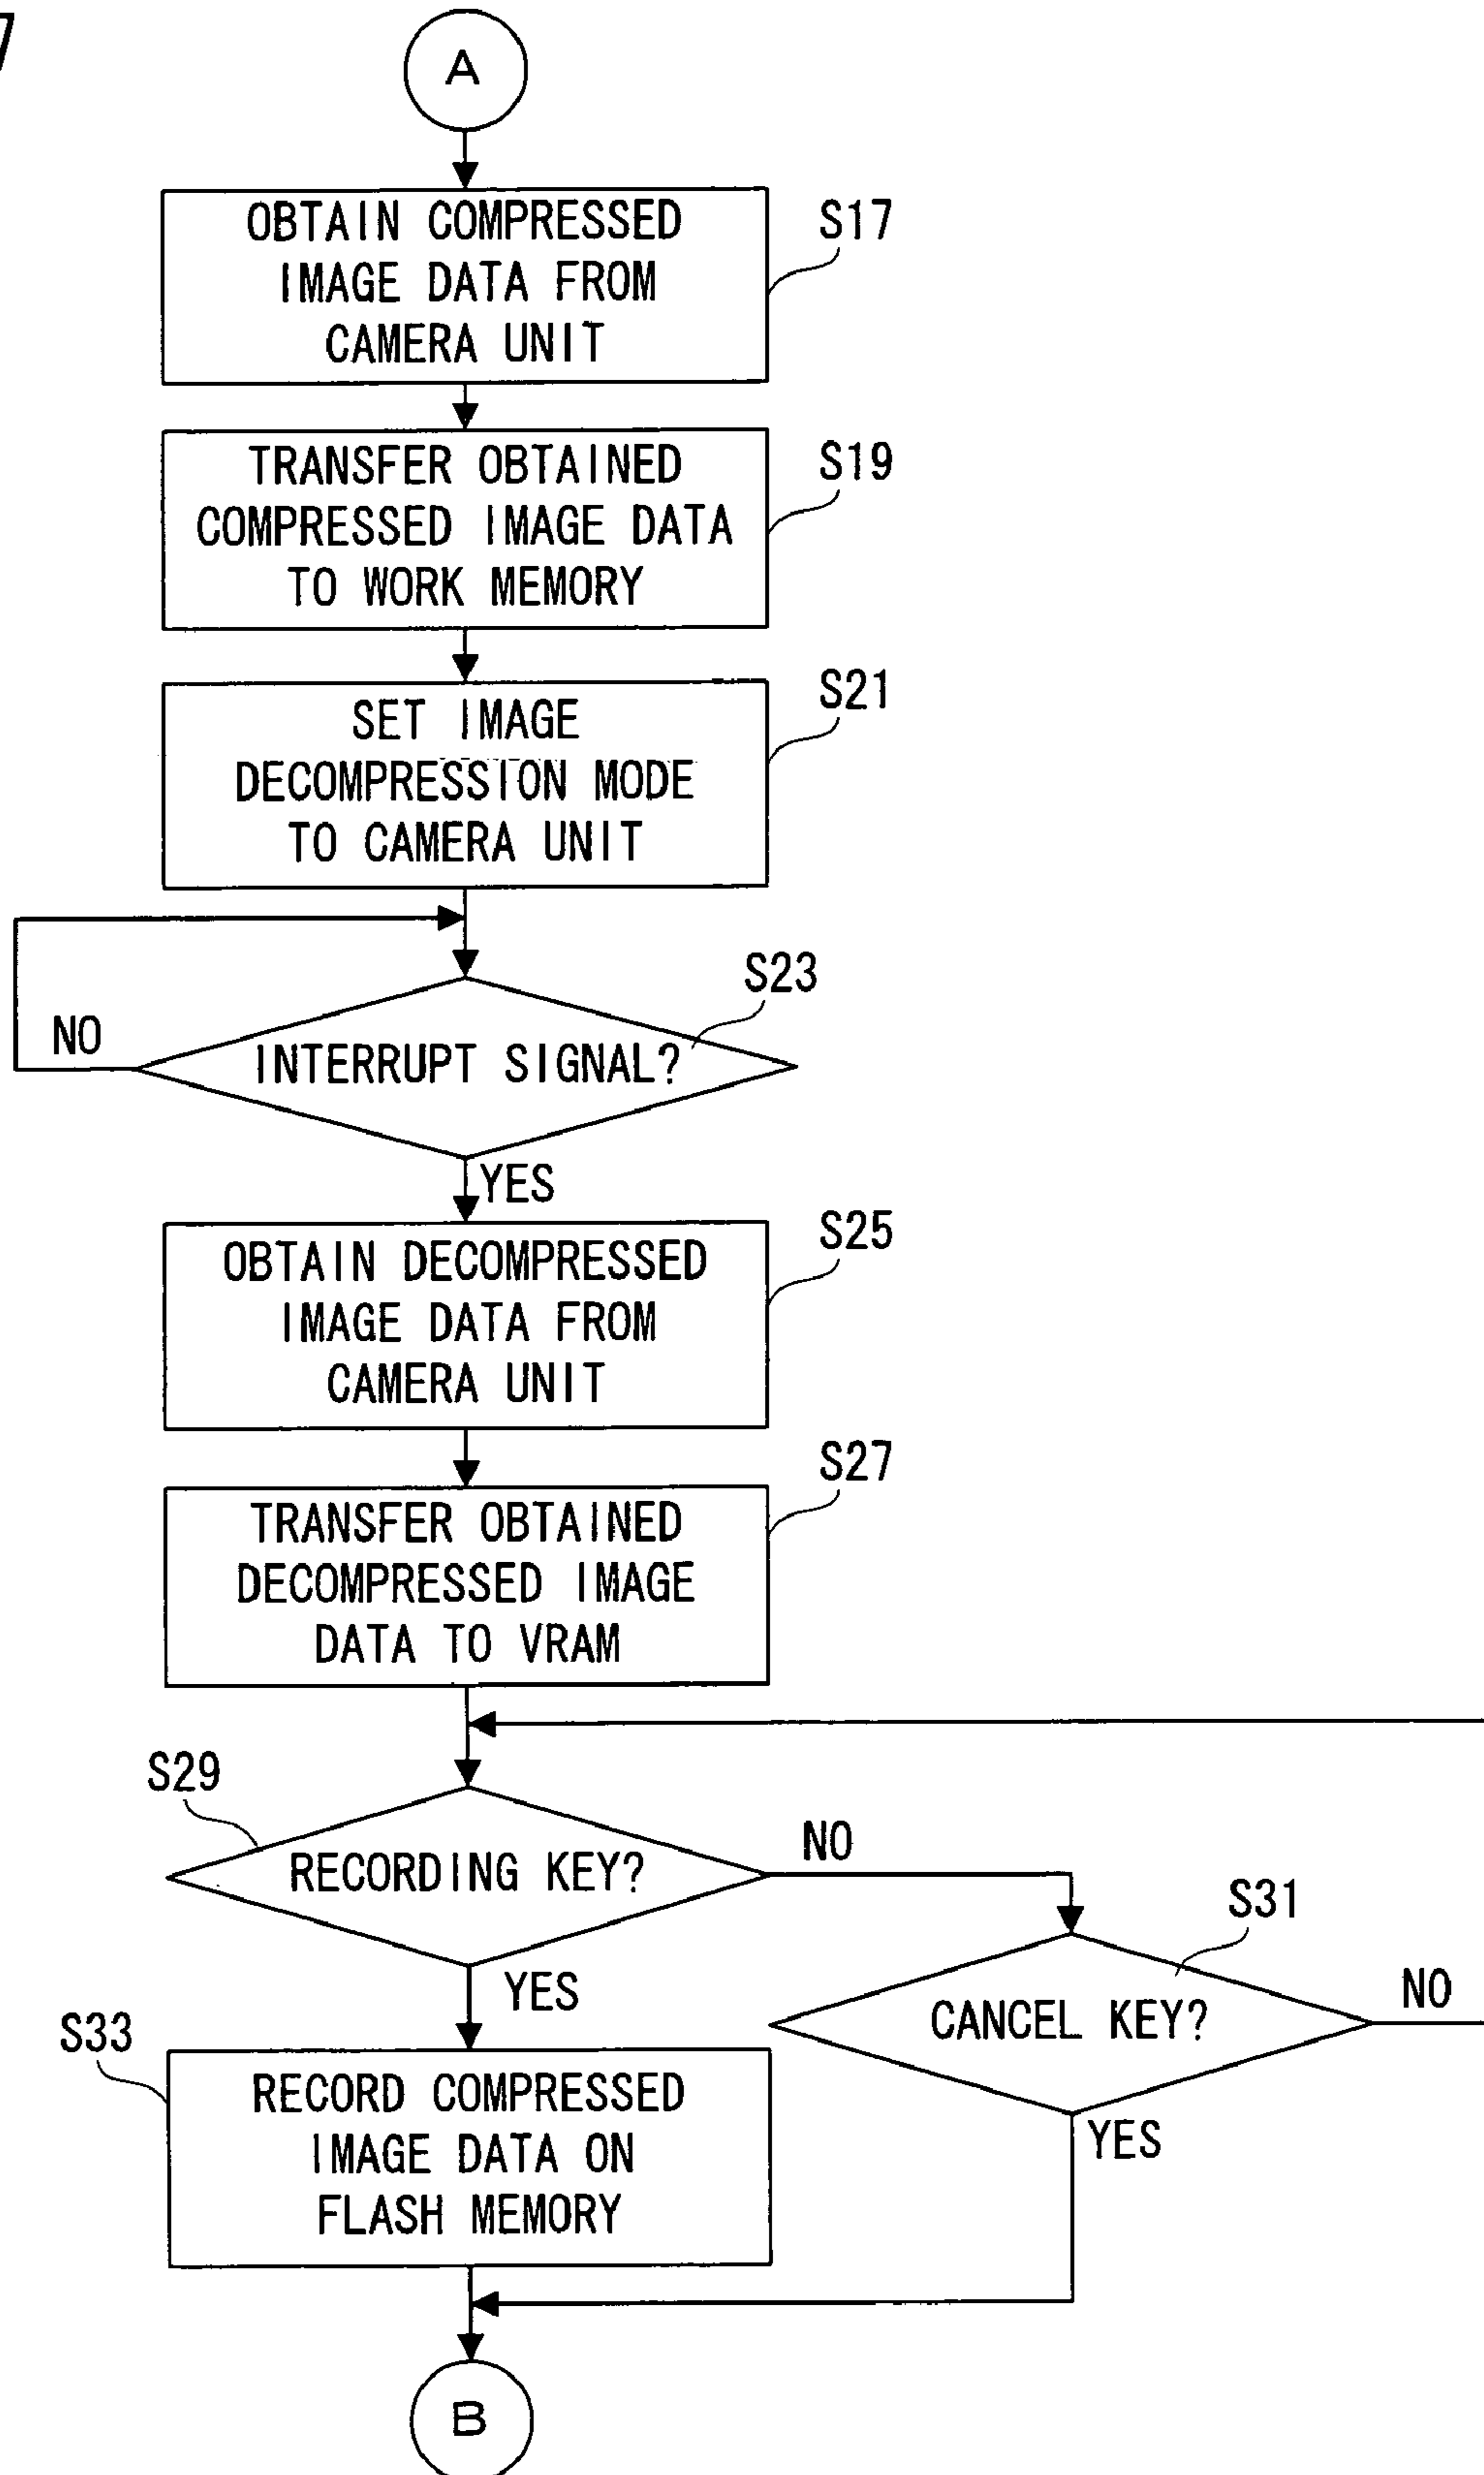 7
A
OBTAIN COMPRESSED
IMAGE DATA FROM
CAMERA UNIT
S17
TRANSFER OBTAINED
COMPRESSED IMAGE DATA
TO WORK MEMORY
S19
SET IMAGE
DECOMPRESSION MODE
TO CAMERA UNIT
S21
S23
NO
INTERRUPT SIGNAL?
YES
OBTAIN DECOMPRESSED
IMAGE DATA FROM
CAMERA UNIT
S25
TRANSFER OBTAINED
DECOMPRESSED IMAGE
DATA TO VRAM
S27
S29
RECORDING KEY?
NO
S31
YES
CANCEL KEY?
NO
YES
S33
RECORD COMPRESSED
IMAGE DATA ON
FLASH MEMORY
B